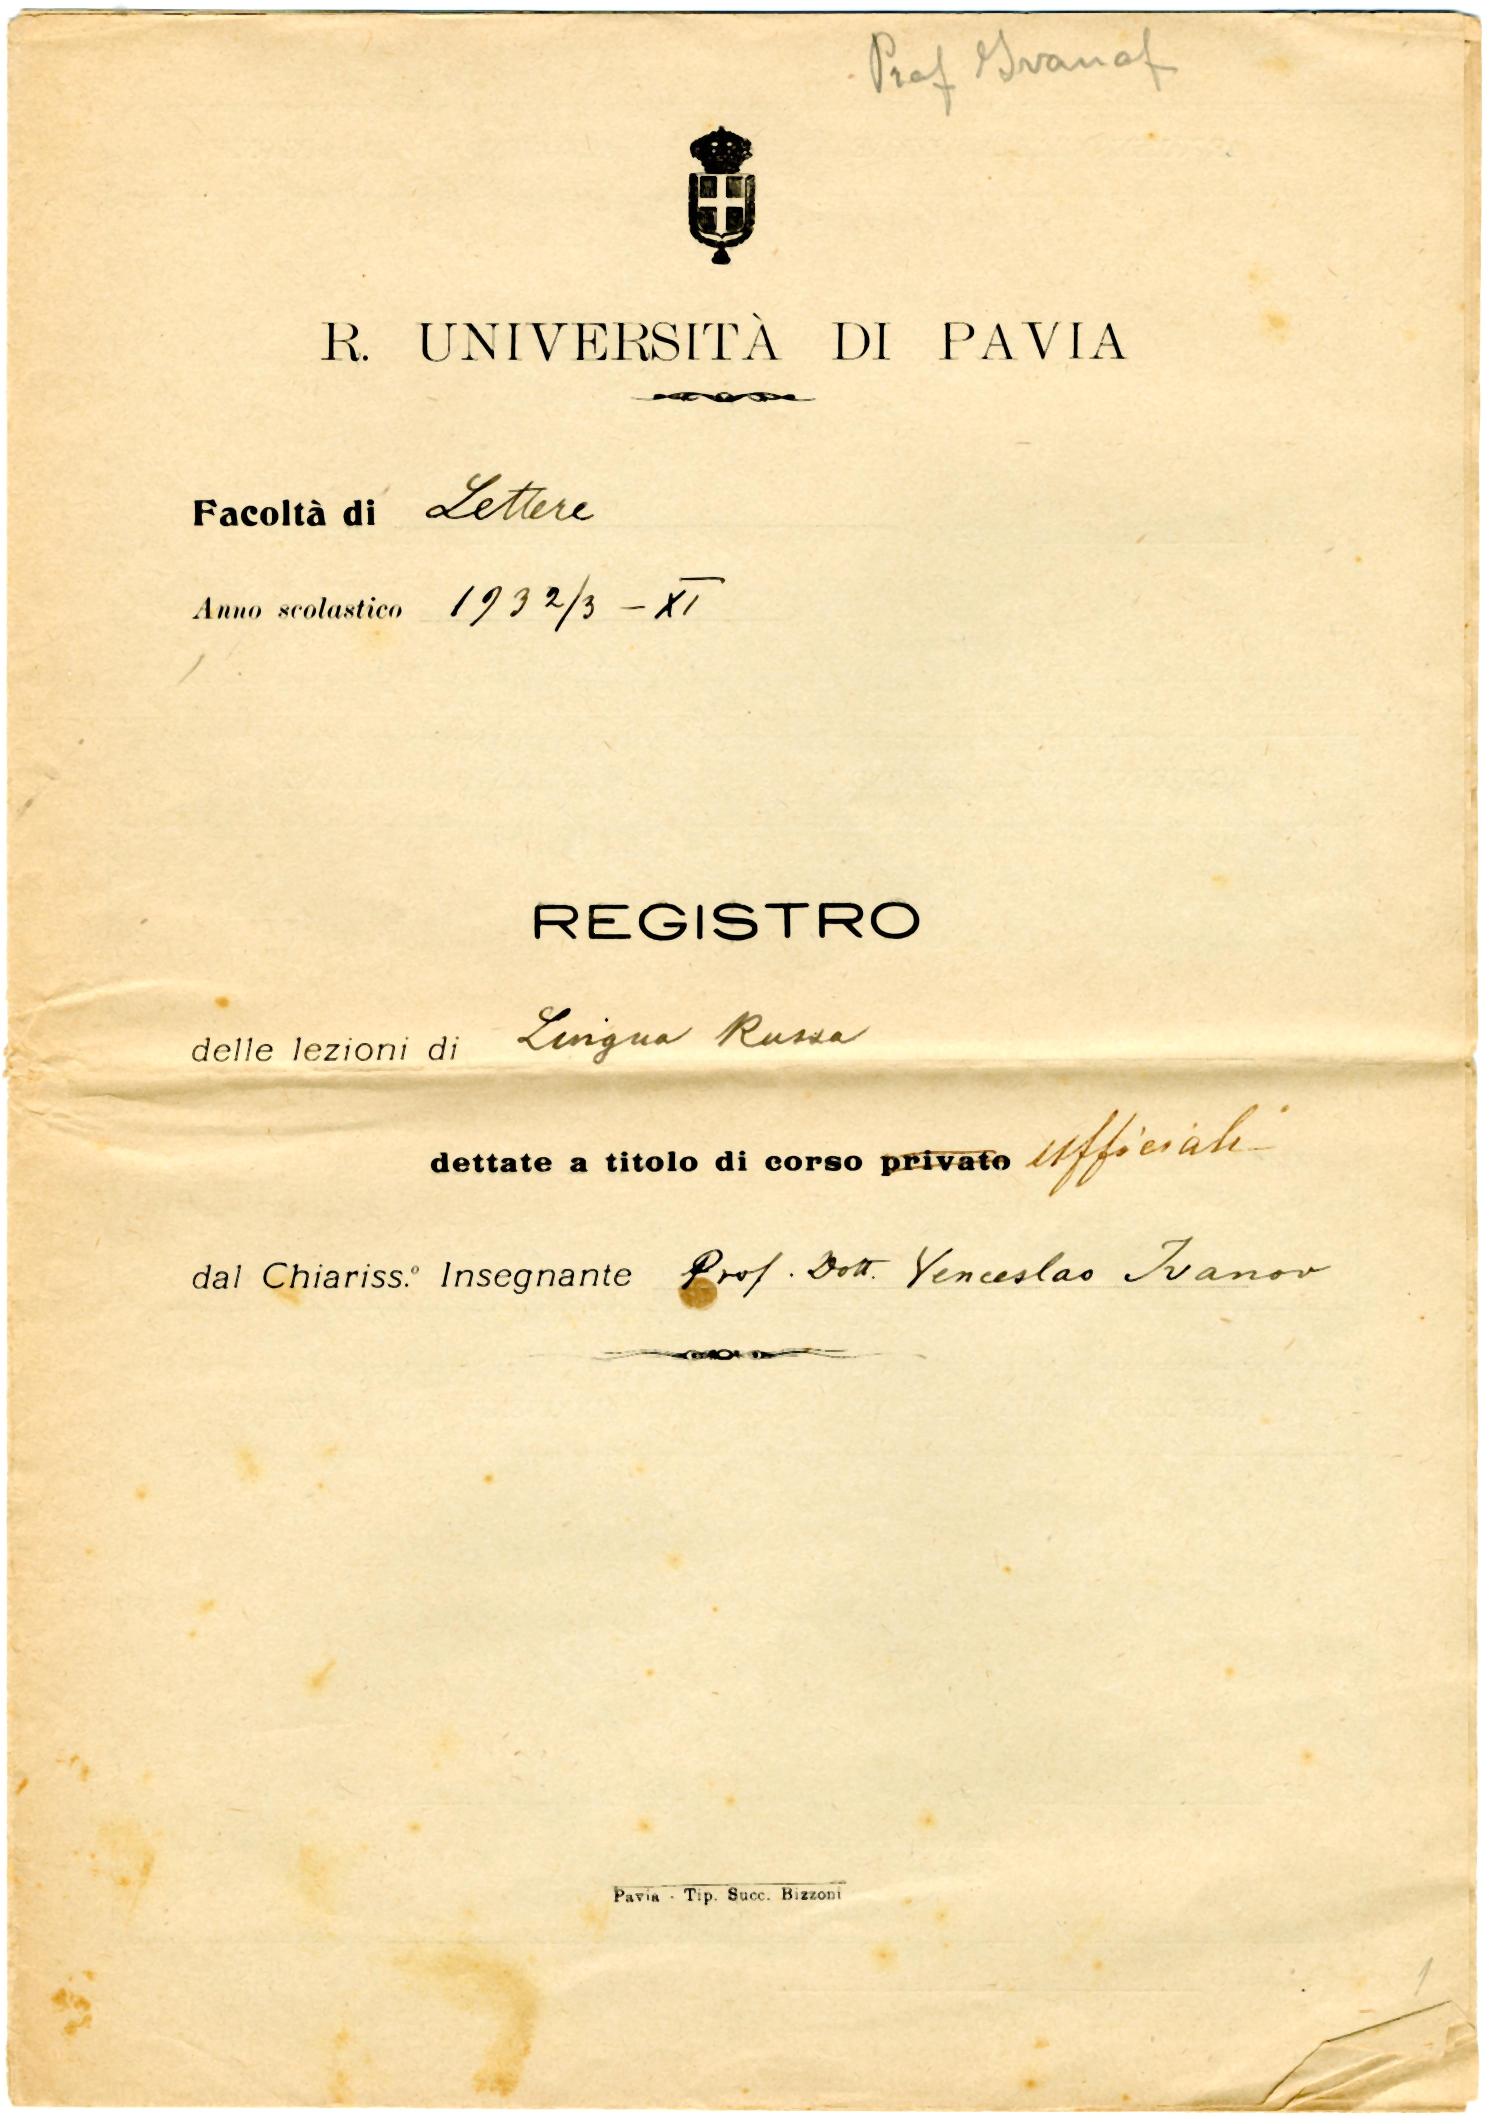 Prof Ivanof
R. UNIVERSITÀ DI PAVIA
Facoltà di Lettere
Anno scolastico 1932/3 - XI
REGISTRO
delle lezioni di Lingua Russa
dettate a titolo di corso privato ufficiale
dal Chiariss.º Insegnante Prof. Dott. Venceslao Ivanov
Pavia - Tip. Succ. Bizzoni
1